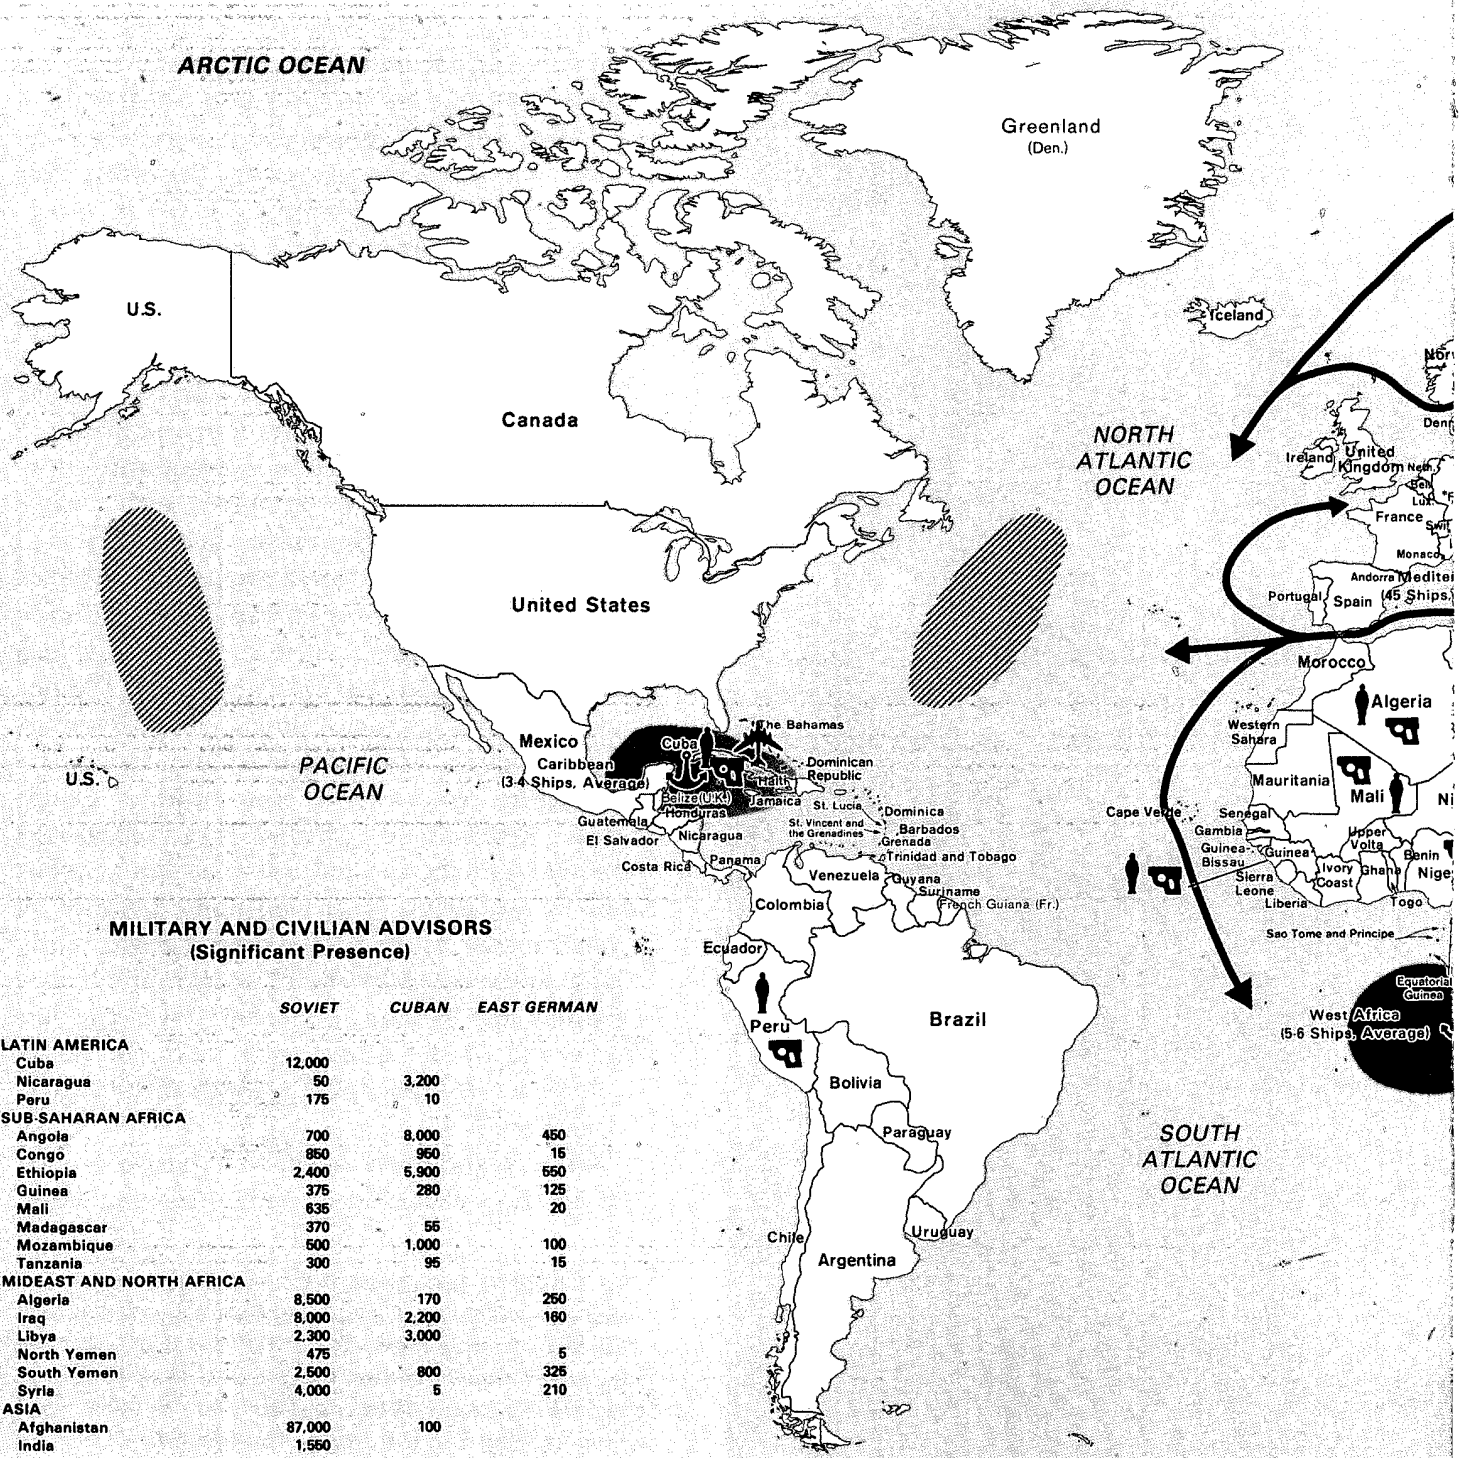 ARCTIC OCEAN
Greenland
(Den.)
U.S.
Iceland
Canada
NORTH
ATLANTIC
OCEAN
Ireland
United
Kingdom
Neth.
Lux.
France
Monaco
Andorra
Portugal
Spain
(45 Ships,
United States
Morocco
Algeria
Western
Sahara
Mauritania
Mali
Mexico
Cuba
The Bahamas
Caribbean
(3-4 Ships, Average)
Haiti
Dominican
Republic
Belize (U.K.)
Jamaica
Honduras
Guatemala
El Salvador
Nicaragua
Costa Rica
Panama
St. Lucia
St. Vincent and
the Grenadines
Dominica
Barbados
Grenada
Trinidad and Tobago
U.S.
PACIFIC
OCEAN
Cape Verde
Senegal
Gambia
Guinea-
Bissau
Guinea
Sierra
Leone
Liberia
Ivory
Coast
Upper
Volta
Ghana
Benin
Togo
Sao Tome and Principe
Equatorial
Guinea
West Africa
(5-6 Ships, Average)
Venezuela
Guyana
Suriname
French Guiana (Fr.)
Colombia
Ecuador
Peru
Brazil
Bolivia
Paraguay
Chile
Argentina
Uruguay
SOUTH
ATLANTIC
OCEAN
MILITARY AND CIVILIAN ADVISORS
(Significant Presence)
SOVIET CUBAN EAST GERMAN
LATIN AMERICA
Cuba 12,000
Nicaragua 50 3,200
Peru 175 10
SUB-SAHARAN AFRICA
Angola 700 8,000 450
Congo 850 950 15
Ethiopia 2,400 5,900 550
Guinea 375 280 125
Mali 635 20
Madagascar 370 55
Mozambique 500 1,000 100
Tanzania 300 95 15
MIDEAST AND NORTH AFRICA
Algeria 8,500 170 250
Iraq 8,000 2,200 160
Libya 2,300 3,000
North Yemen 475 5
South Yemen 2,500 800 325
Syria 4,000 5 210
ASIA
Afghanistan 87,000 100
India 1,550